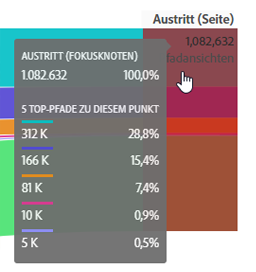 Austritt (Seite)
1,082,632
fadansichten
AUSTRITT (FOKUSKNOTEN)
1.082.632 100,0%
5 TOP-PFADE ZU DIESEM PUNKT
312 K 28,8%
166 K 15,4%
81 K 7,4%
10 K 0,9%
5 K 0,5%